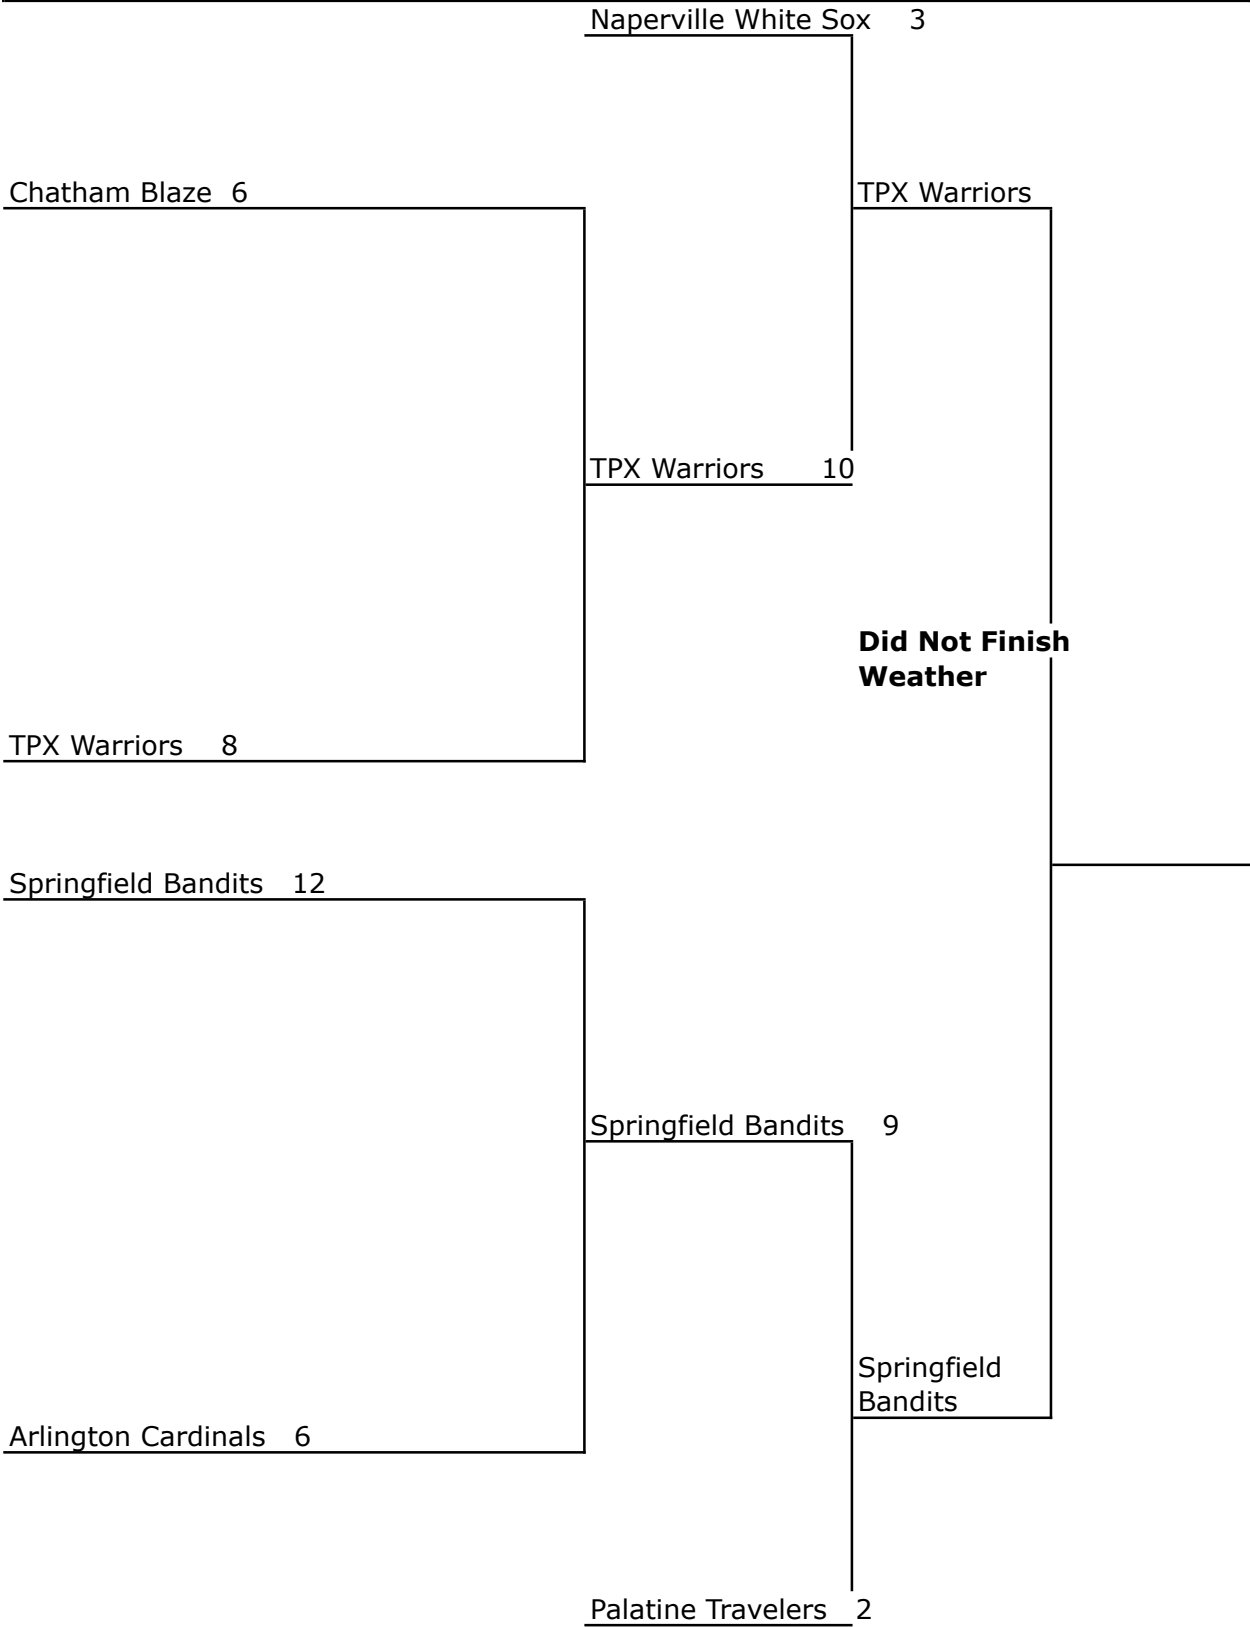 Naperville White Sox 3
Chatham Blaze 6
TPX Warriors
TPX Warriors 10
Did Not Finish
Weather
TPX Warriors 8
Springfield Bandits 12
Springfield Bandits 9
Springfield
Bandits
Arlington Cardinals 6
Palatine Travelers 2